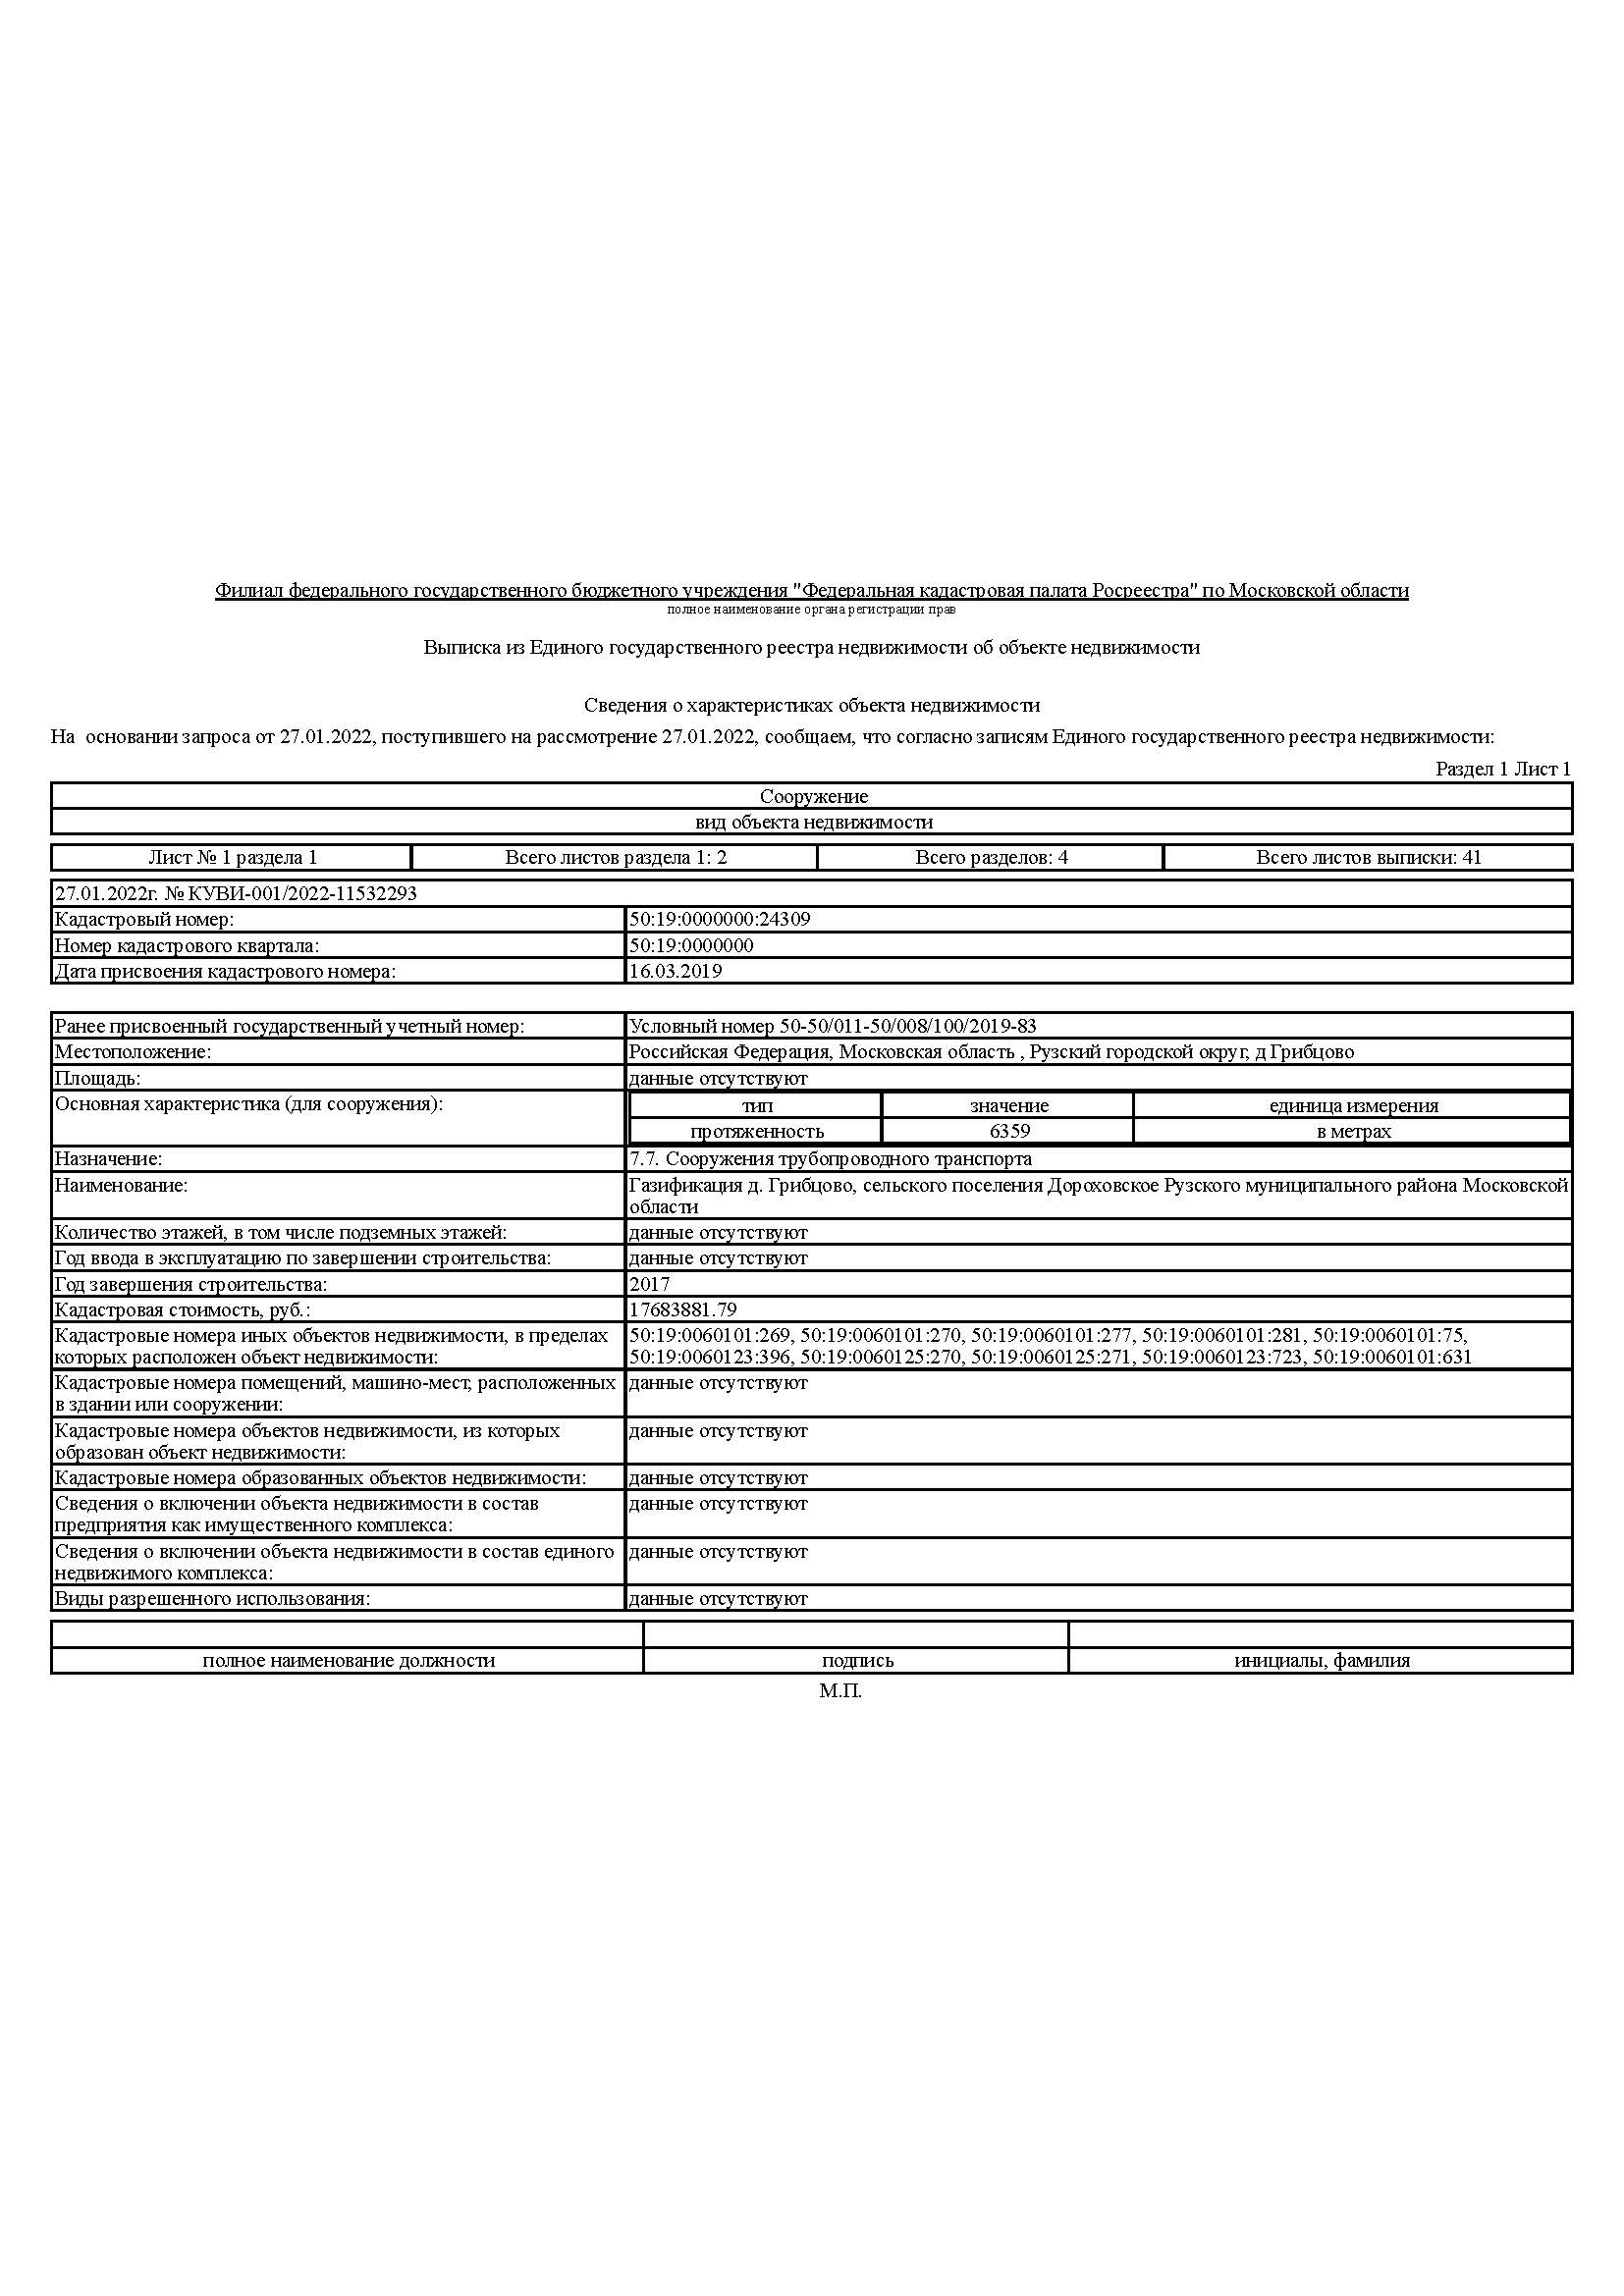 Филиал федерального государственного бюджетного учреждения "Федеральная кадастровая палата Росреестра" по Московской области
полное наименование органа регистрации прав
Выписка из Единого государственного реестра недвижимости об объекте недвижимости
Сведения о характеристиках объекта недвижимости
На основании запроса от 27.01.2022, поступившего на рассмотрение 27.01.2022, сообщаем, что согласно записям Единого государственного реестра недвижимости:
Раздел 1 Лист 1
Сооружение
вид объекта недвижимости
Лист № 1 раздела 1 Всего листов раздела 1: 2 Всего разделов: 4 Всего листов выписки: 41
27.01.2022г. № КУВИ-001/2022-11532293
Кадастровый номер: 50:19:0000000:24309
Номер кадастрового квартала: 50:19:0000000
Дата присвоения кадастрового номера: 16.03.2019
Ранее присвоенный государственный учетный номер: Условный номер 50-50/011-50/008/100/2019-83
Местоположение: Российская Федерация, Московская область , Рузский городской округ, д Грибцово
Площадь: данные отсутствуют
Основная характеристика (для сооружения): тип значение единица измерения
протяженность 6359 в метрах
Назначение: 7.7. Сооружения трубопроводного транспорта
Наименование: Газификация д. Грибцово, сельского поселения Дороховское Рузского муниципального района Московской
области
Количество этажей, в том числе подземных этажей: данные отсутствуют
Год ввода в эксплуатацию по завершении строительства: данные отсутствуют
Год завершения строительства: 2017
Кадастровая стоимость, руб.: 17683881.79
Кадастровые номера иных объектов недвижимости, в пределах 50:19:0060101:269, 50:19:0060101:270, 50:19:0060101:277, 50:19:0060101:281, 50:19:0060101:75,
которых расположен объект недвижимости: 50:19:0060123:396, 50:19:0060125:270, 50:19:0060125:271, 50:19:0060123:723, 50:19:0060101:631
Кадастровые номера помещений, машино-мест, расположенных данные отсутствуют
в здании или сооружении:
Кадастровые номера объектов недвижимости, из которых данные отсутствуют
образован объект недвижимости:
Кадастровые номера образованных объектов недвижимости: данные отсутствуют
Сведения о включении объекта недвижимости в состав данные отсутствуют
предприятия как имущественного комплекса:
Сведения о включении объекта недвижимости в состав единого данные отсутствуют
недвижимого комплекса:
Виды разрешенного использования: данные отсутствуют
полное наименование должности подпись инициалы, фамилия
М.П.